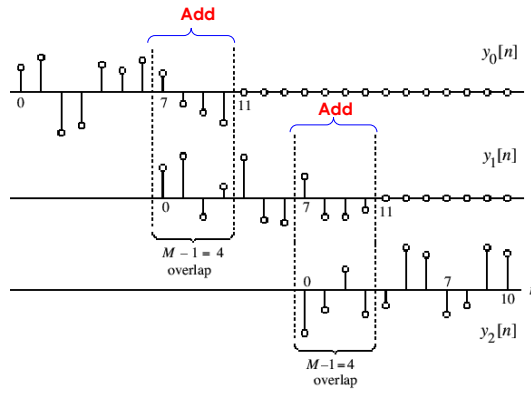 Add
y0[n]
0
7
11
Add
y1[n]
0
7
11
M – 1 = 4
overlap
0
7
10
y2[n]
M–1=4
overlap